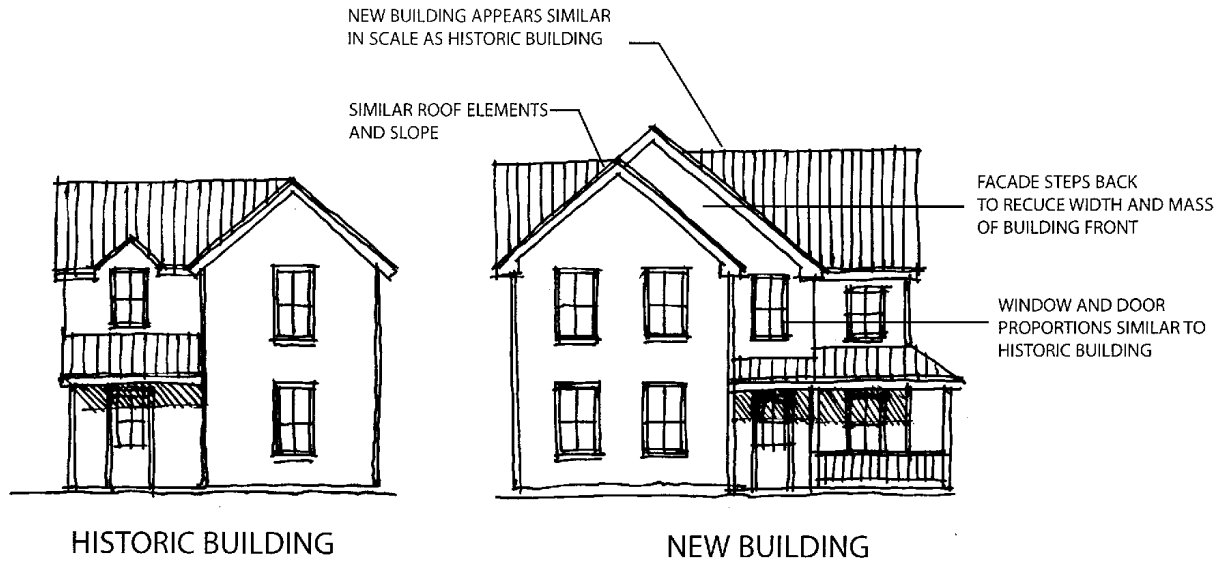 NEW BUILDING APPEARS SIMILAR
IN SCALE AS HISTORIC BUILDING
SIMILAR ROOF ELEMENTS
AND SLOPE
FACADE STEPS BACK
TO RECUCE WIDTH AND MASS
OF BUILDING FRONT
WINDOW AND DOOR
PROPORTIONS SIMILAR TO
HISTORIC BUILDING
HISTORIC BUILDING
NEW BUILDING